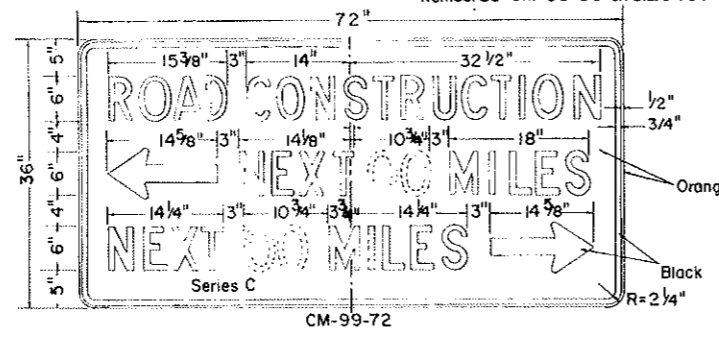 72"
15 3/8" 3" 14" 32 1/2"
5"
ROAD CONSTRUCTION
6"
1/2"
3/4"
4"
14 5/8" 3" 14 1/8" 10 3/4" 3" 18"
36"
6"
NEXT 00 MILES
Orang
4"
14 1/4" 3" 10 3/4" 14 1/4" 3" 14 5/8"
6"
NEXT 00 MILES
Black
5"
Series C
R=2 1/4"
CM-99-72